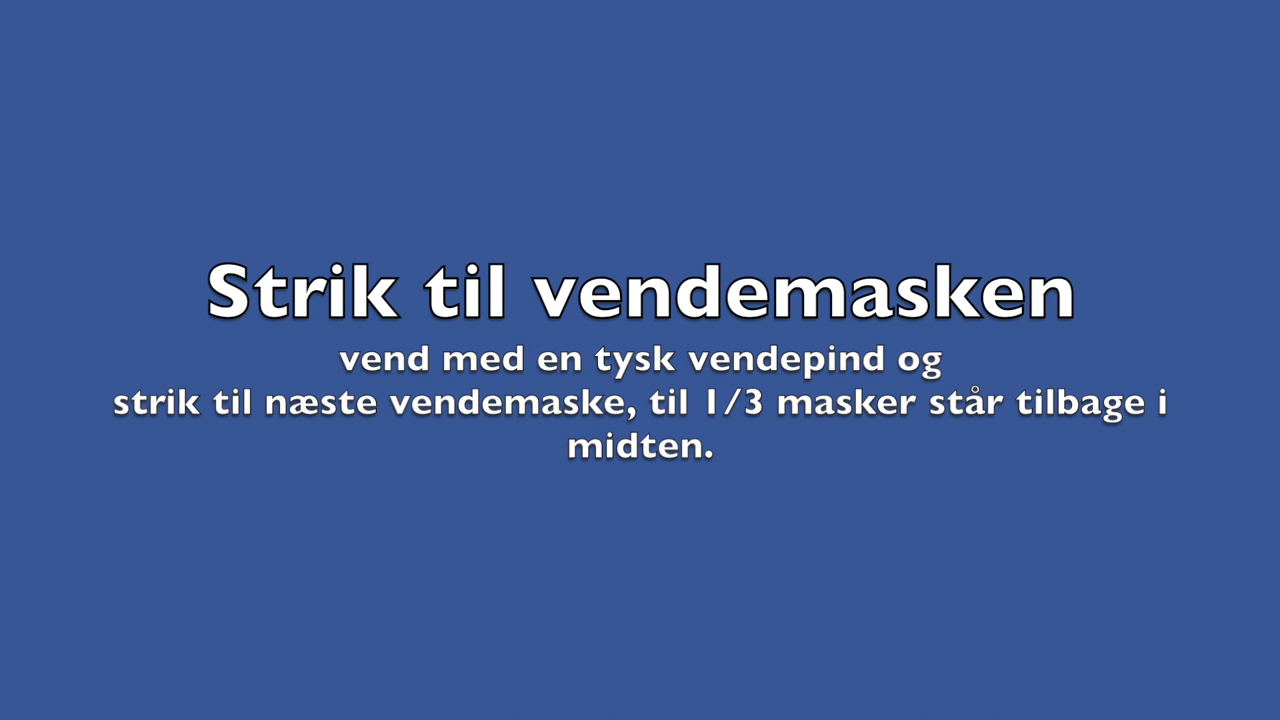 Strik til vendemasken
vend med en tysk vendepind og
strik til næste vendemaske, til 1/3 masker står tilbage i
midten.